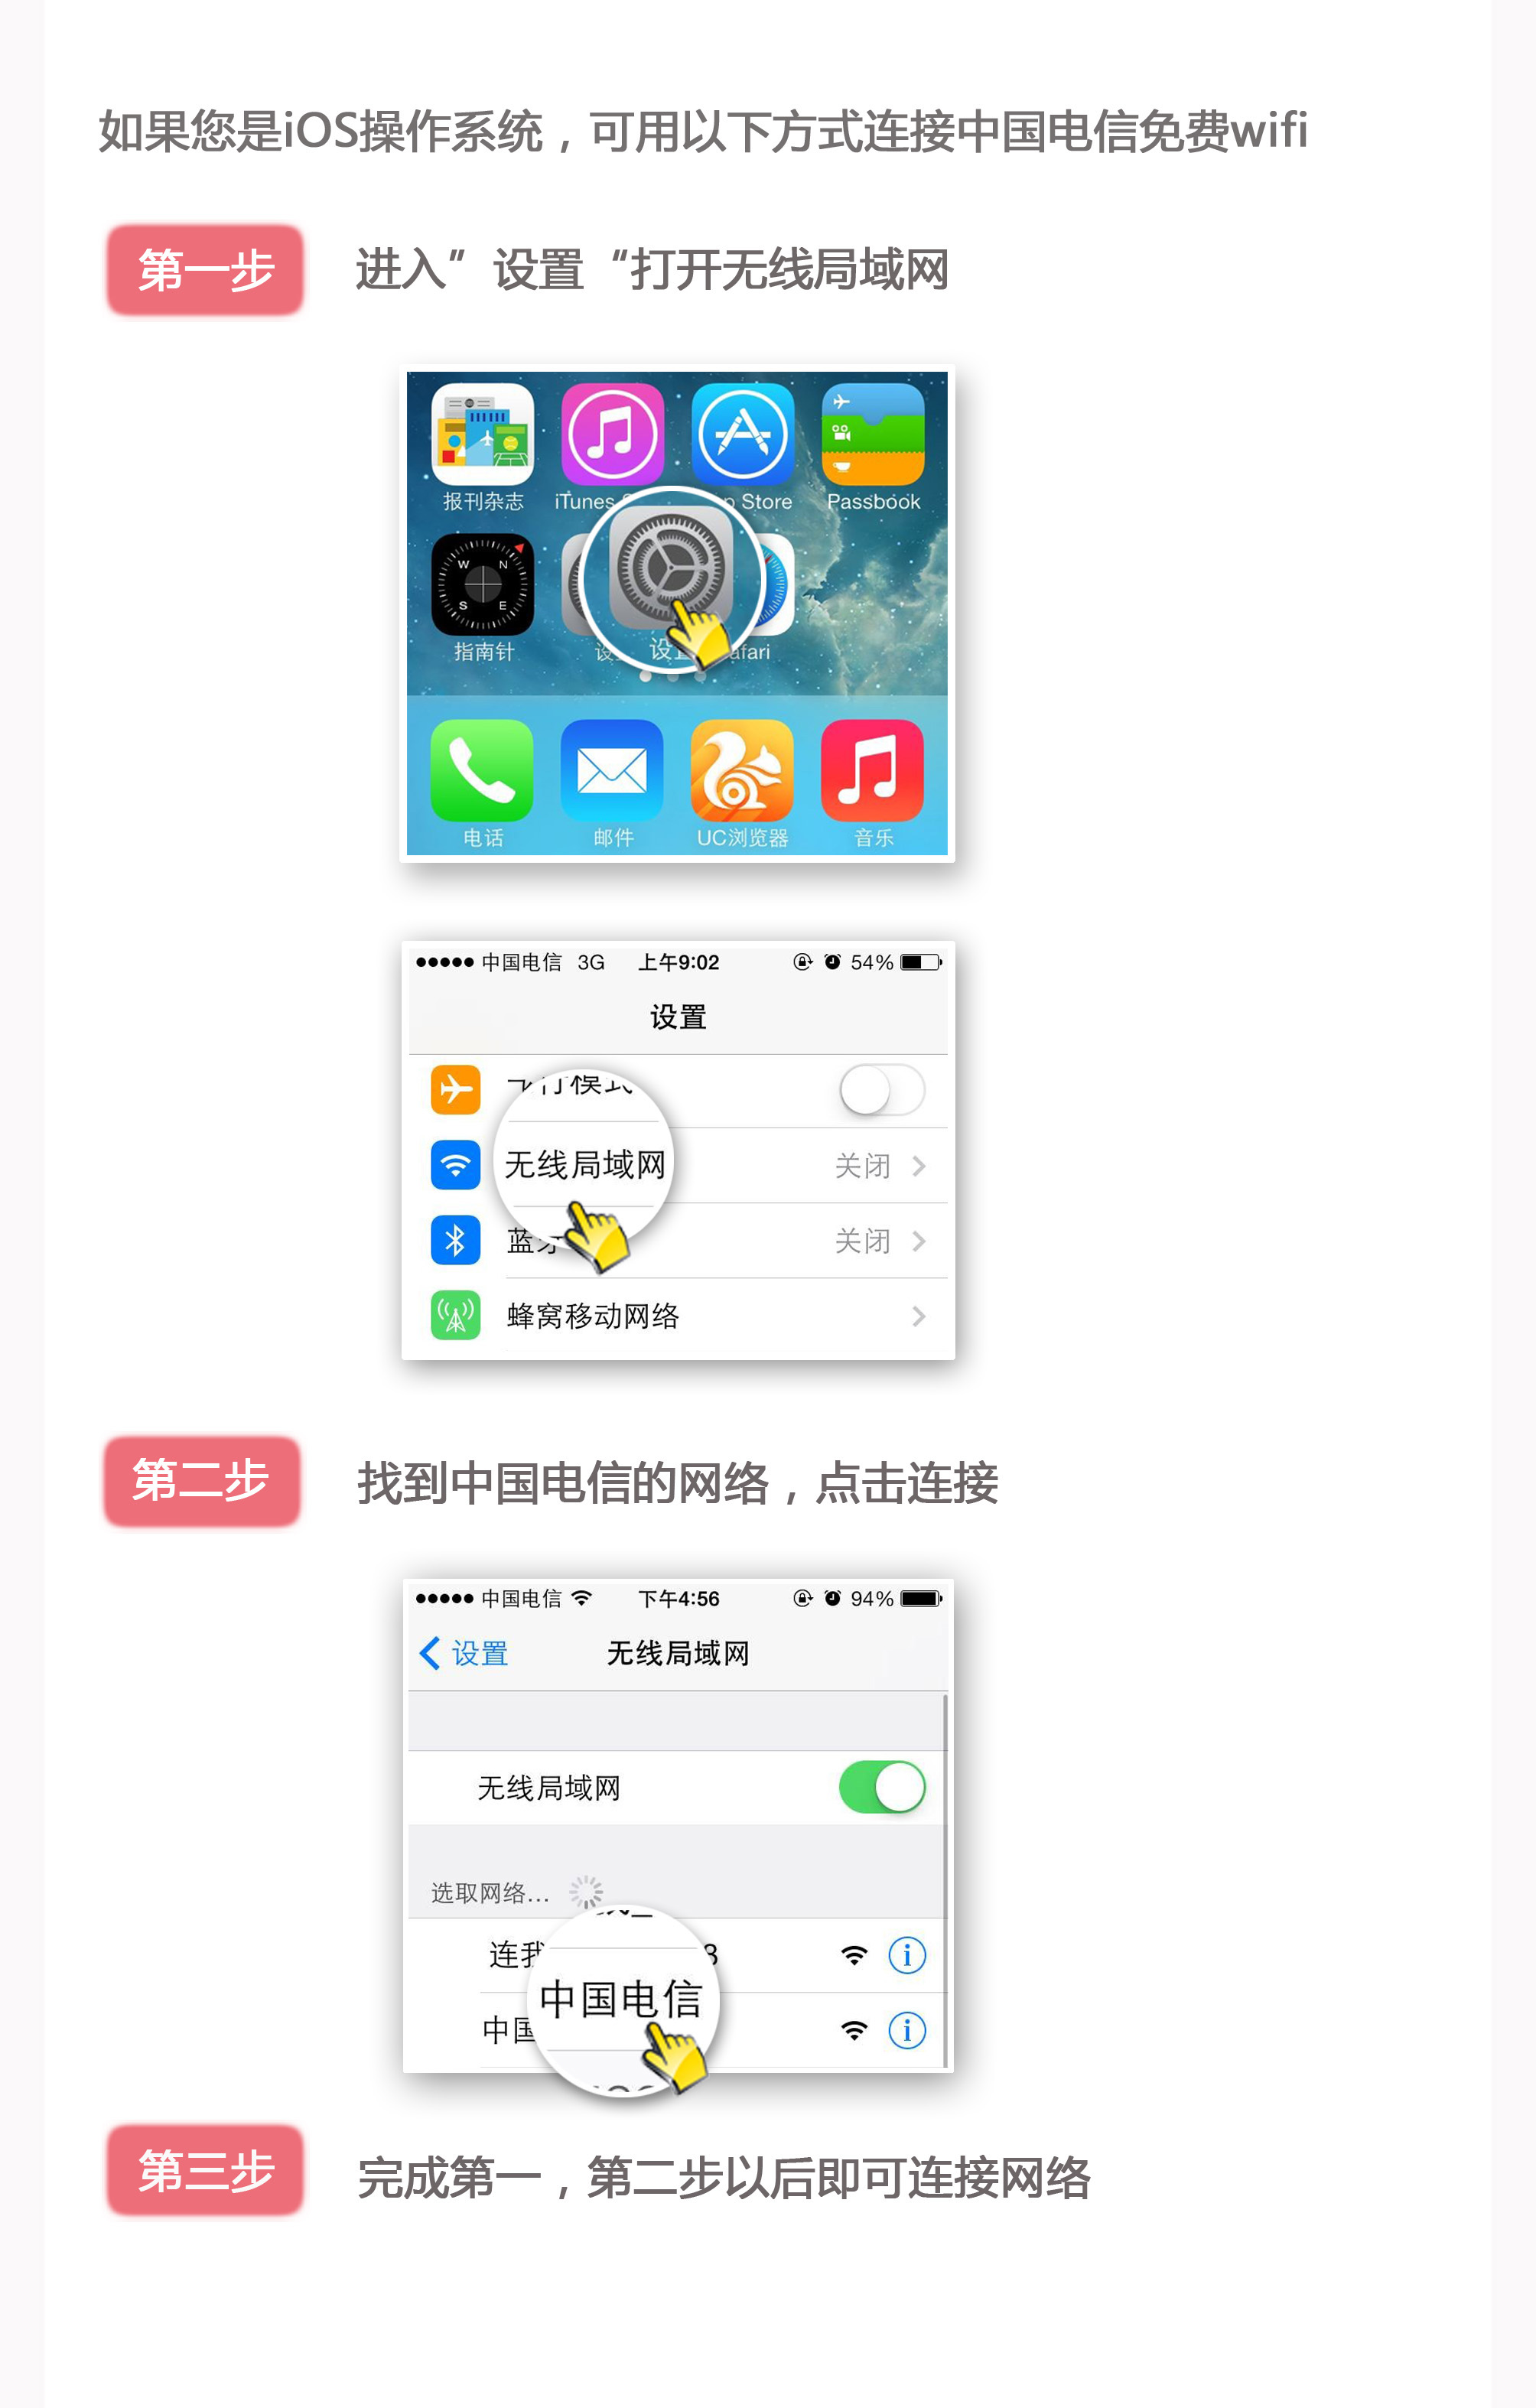 如果您是iOS操作系统，可用以下方式连接中国电信免费wifi
第一步
进入”设置“打开无线局域网
报刊杂志 iTunes Store Passbook
W N
S E
指南针 设 设置 afari
电话 邮件 UC浏览器 音乐
中国电信 3G 上午9:02 54%
设置
行模式
无线局域网 关闭
蓝牙 关闭
蜂窝移动网络
第二步
找到中国电信的网络，点击连接
中国电信 下午4:56 94%
设置 无线局域网
无线局域网
选取网络...
连我 8
中国电信
中国
第三步
完成第一，第二步以后即可连接网络